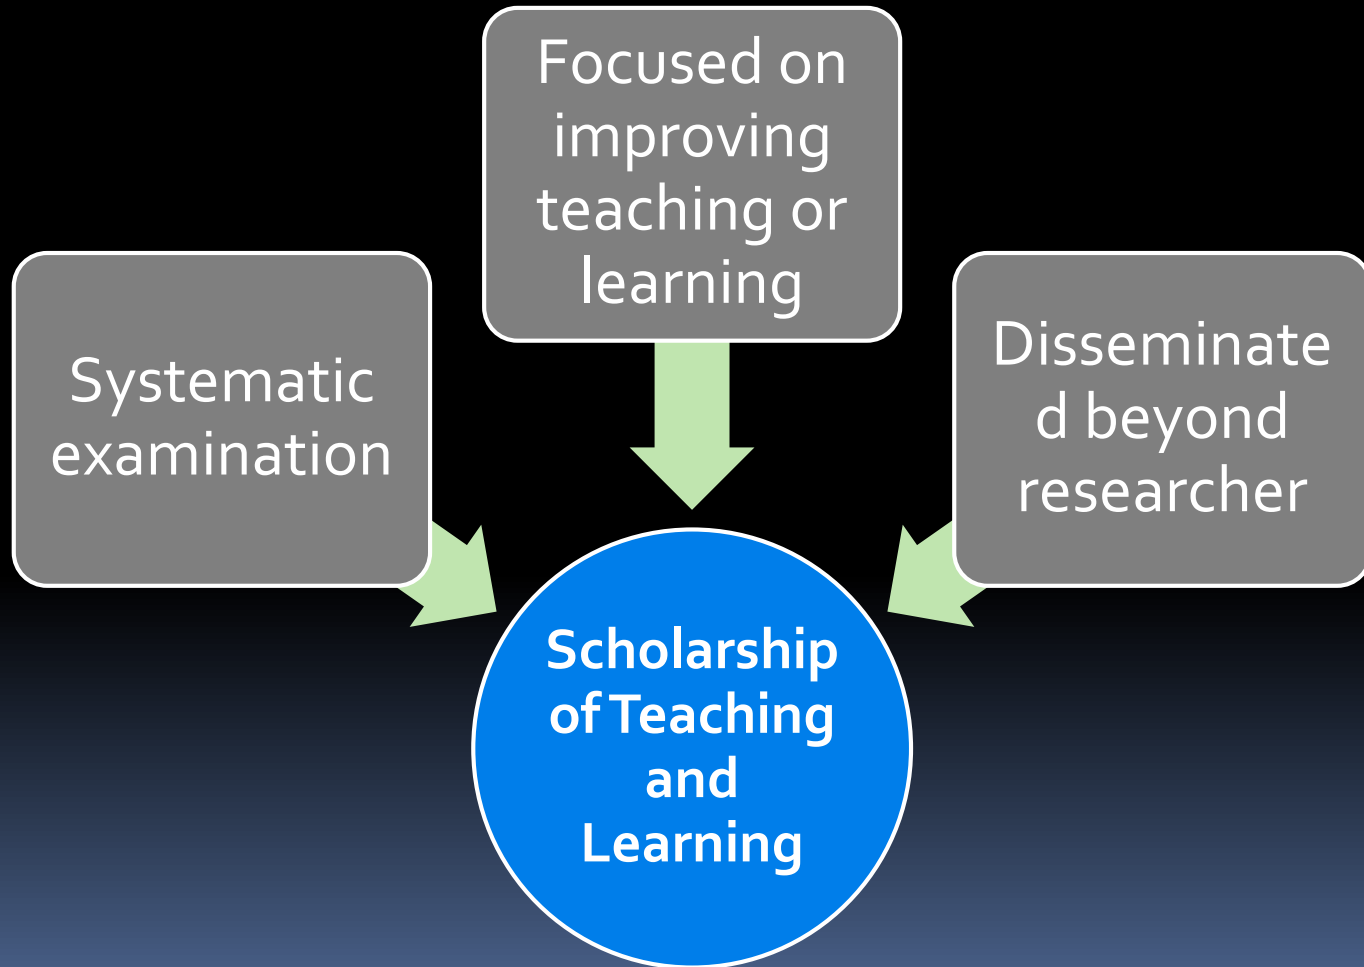 Focused on
improving
teaching or
learning
Systematic
examination
Disseminate
d beyond
researcher
Scholarship
of Teaching
and
Learning